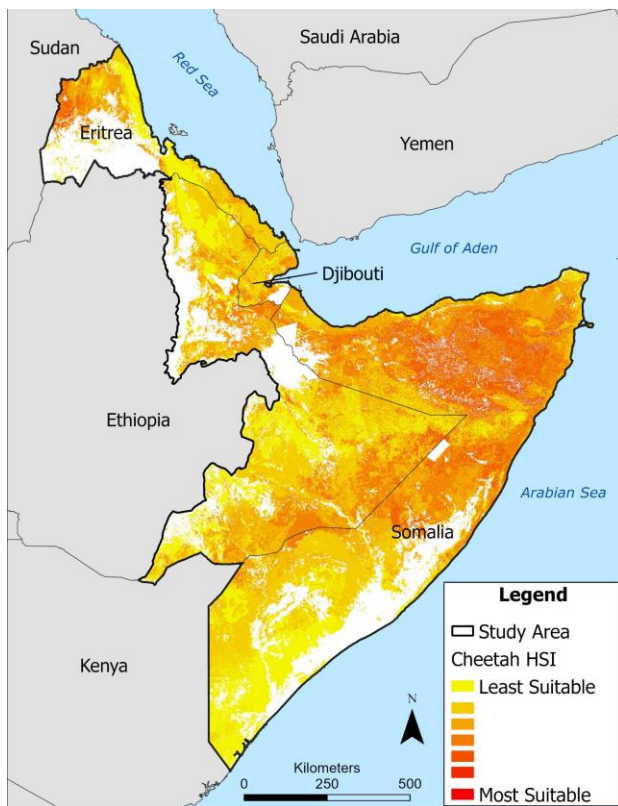 Sudan
Saudi Arabia
Red Sea
Eritrea
Yemen
Gulf of Aden
Djibouti
Ethiopia
Arabian Sea
Somalia
Kenya
Legend
Study Area
Cheetah HSI
Least Suitable
Most Suitable
N
Kilometers
0 250 500